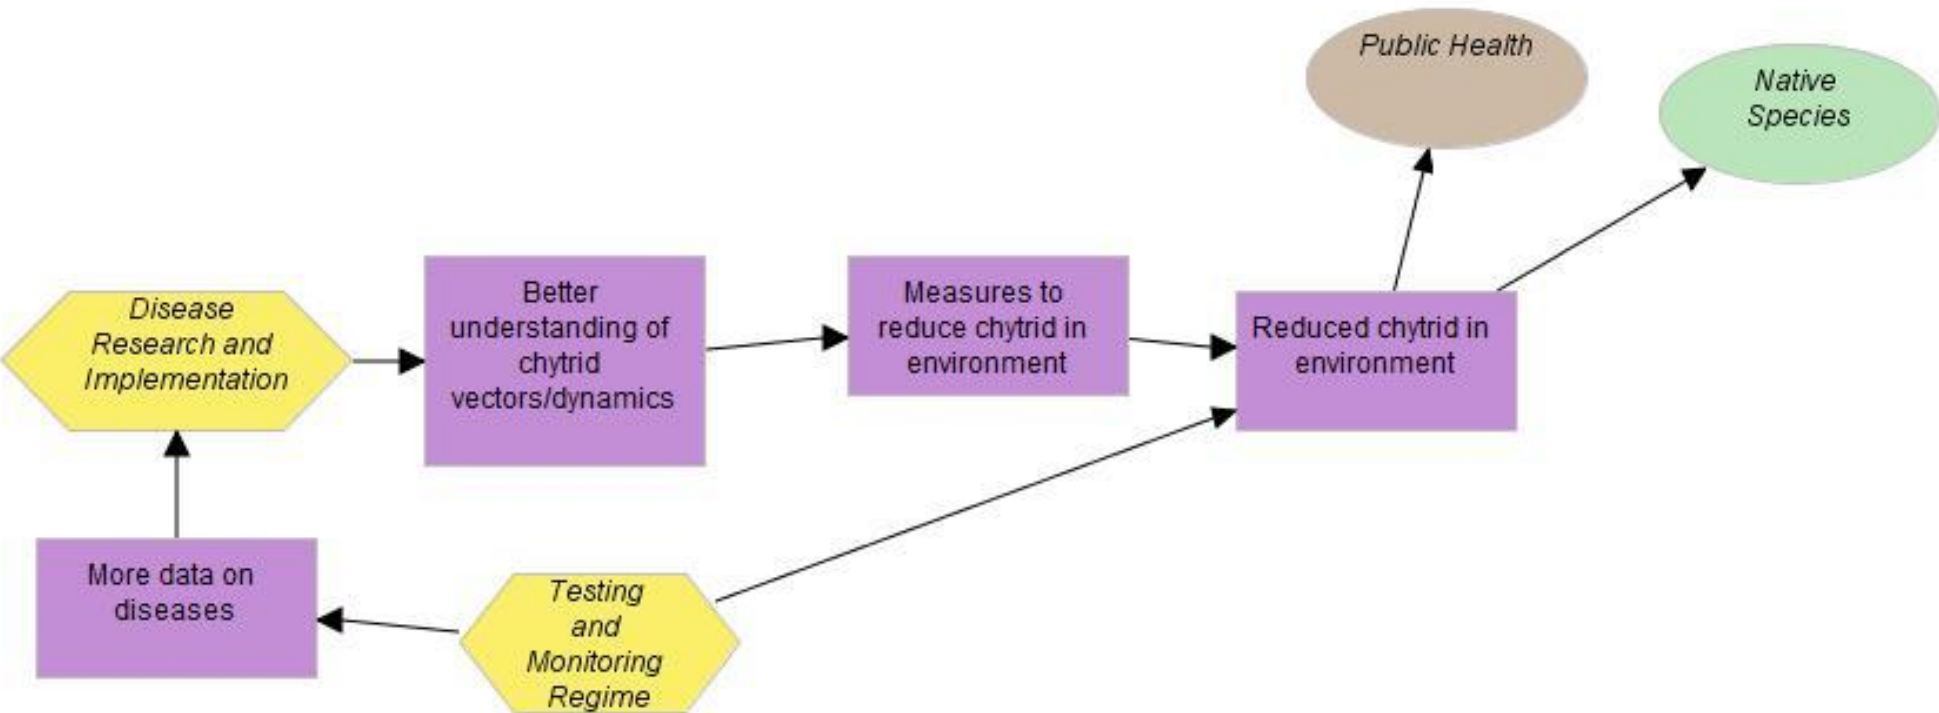 Public Health
Native
Species
Disease
Research and
Implementation
Better
understanding of
chytrid
vectors/dynamics
Measures to
reduce chytrid in
environment
Reduced chytrid in
environment
More data on
diseases
Testing
and
Monitoring
Regime